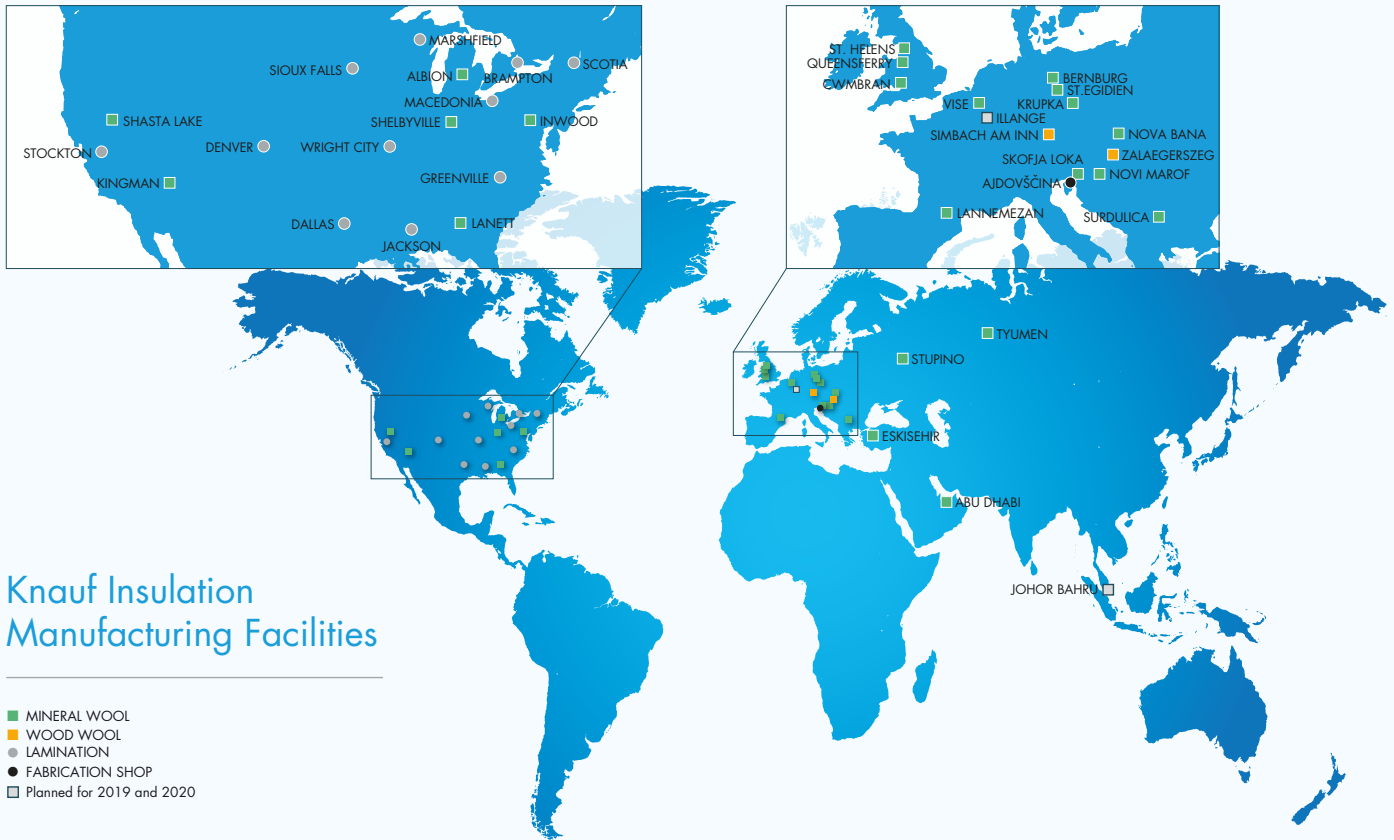 MARSHFIELD
SIOUX FALLS
ALBION
BRAMPTON
SCOTIA
MACEDONIA
SHASTA LAKE
SHELBYVILLE
INWOOD
STOCKTON
DENVER
WRIGHT CITY
KINGMAN
GREENVILLE
DALLAS
LANETT
JACKSON
ST. HELENS
QUEENSFERRY
CWMBRAN
BERNBURG
ST.EGIDIEN
VISE
KRUPKA
ILLANGE
SIMBACH AM INN
NOVA BANA
SKOFJA LOKA
ZALAEGERSZEG
AJDOVŠČINA
NOVI MAROF
LANNEMEZAN
SURDULICA
TYUMEN
STUPINO
ESKISEHIR
ABU DHABI
JOHOR BAHRU
Knauf Insulation
Manufacturing Facilities
MINERAL WOOL
WOOD WOOL
LAMINATION
FABRICATION SHOP
Planned for 2019 and 2020